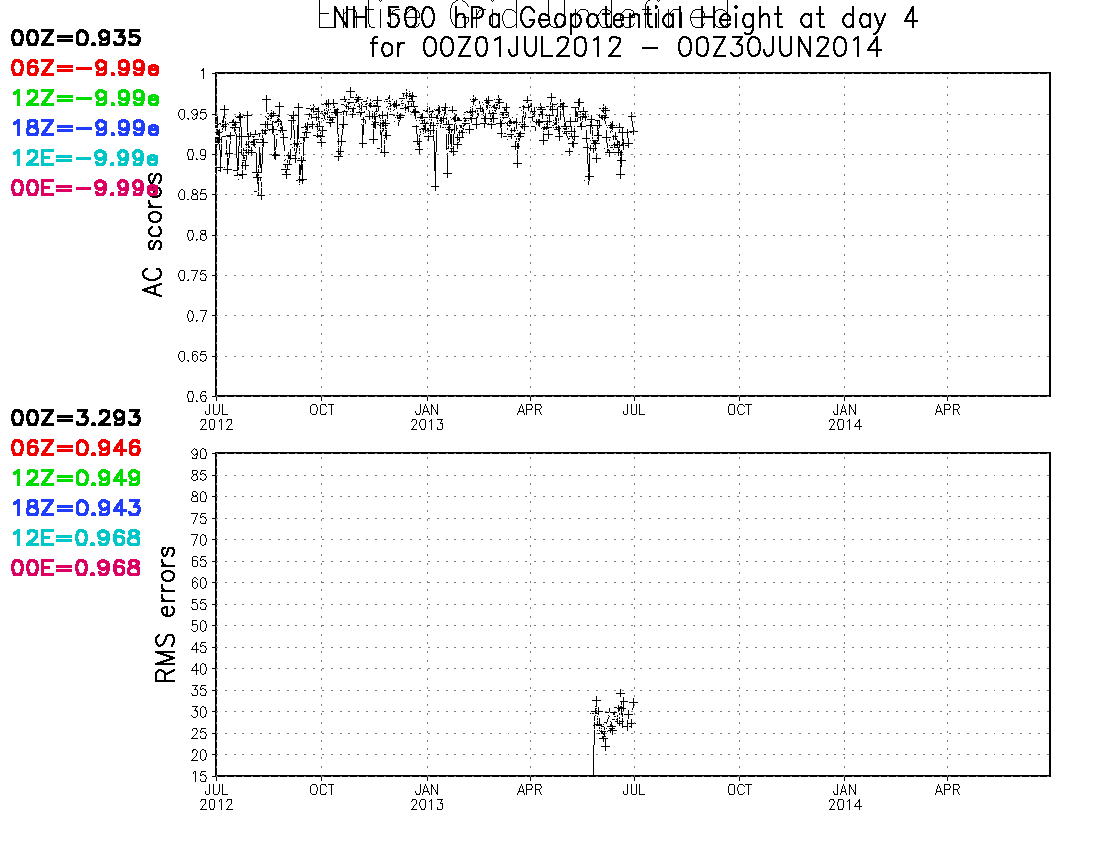 Entire Grid Undefined
NH 500 hPa Geopotential Height at day 4
for 00Z01JUL2012 – 00Z30JUN2014
00Z=0.935
06Z=−9.99e
12Z=−9.99e
18Z=−9.99e
12E=−9.99e
00E=−9.99e
AC scores
1
0.95
0.9
0.85
0.8
0.75
0.7
0.65
0.6
JUL OCT JAN APR JUL OCT JAN APR
2012 2013 2014
00Z=3.293
06Z=0.946
12Z=0.949
18Z=0.943
12E=0.968
00E=0.968
RMS errors
90
85
80
75
70
65
60
55
50
45
40
35
30
25
20
15
JUL OCT JAN APR JUL OCT JAN APR
2012 2013 2014